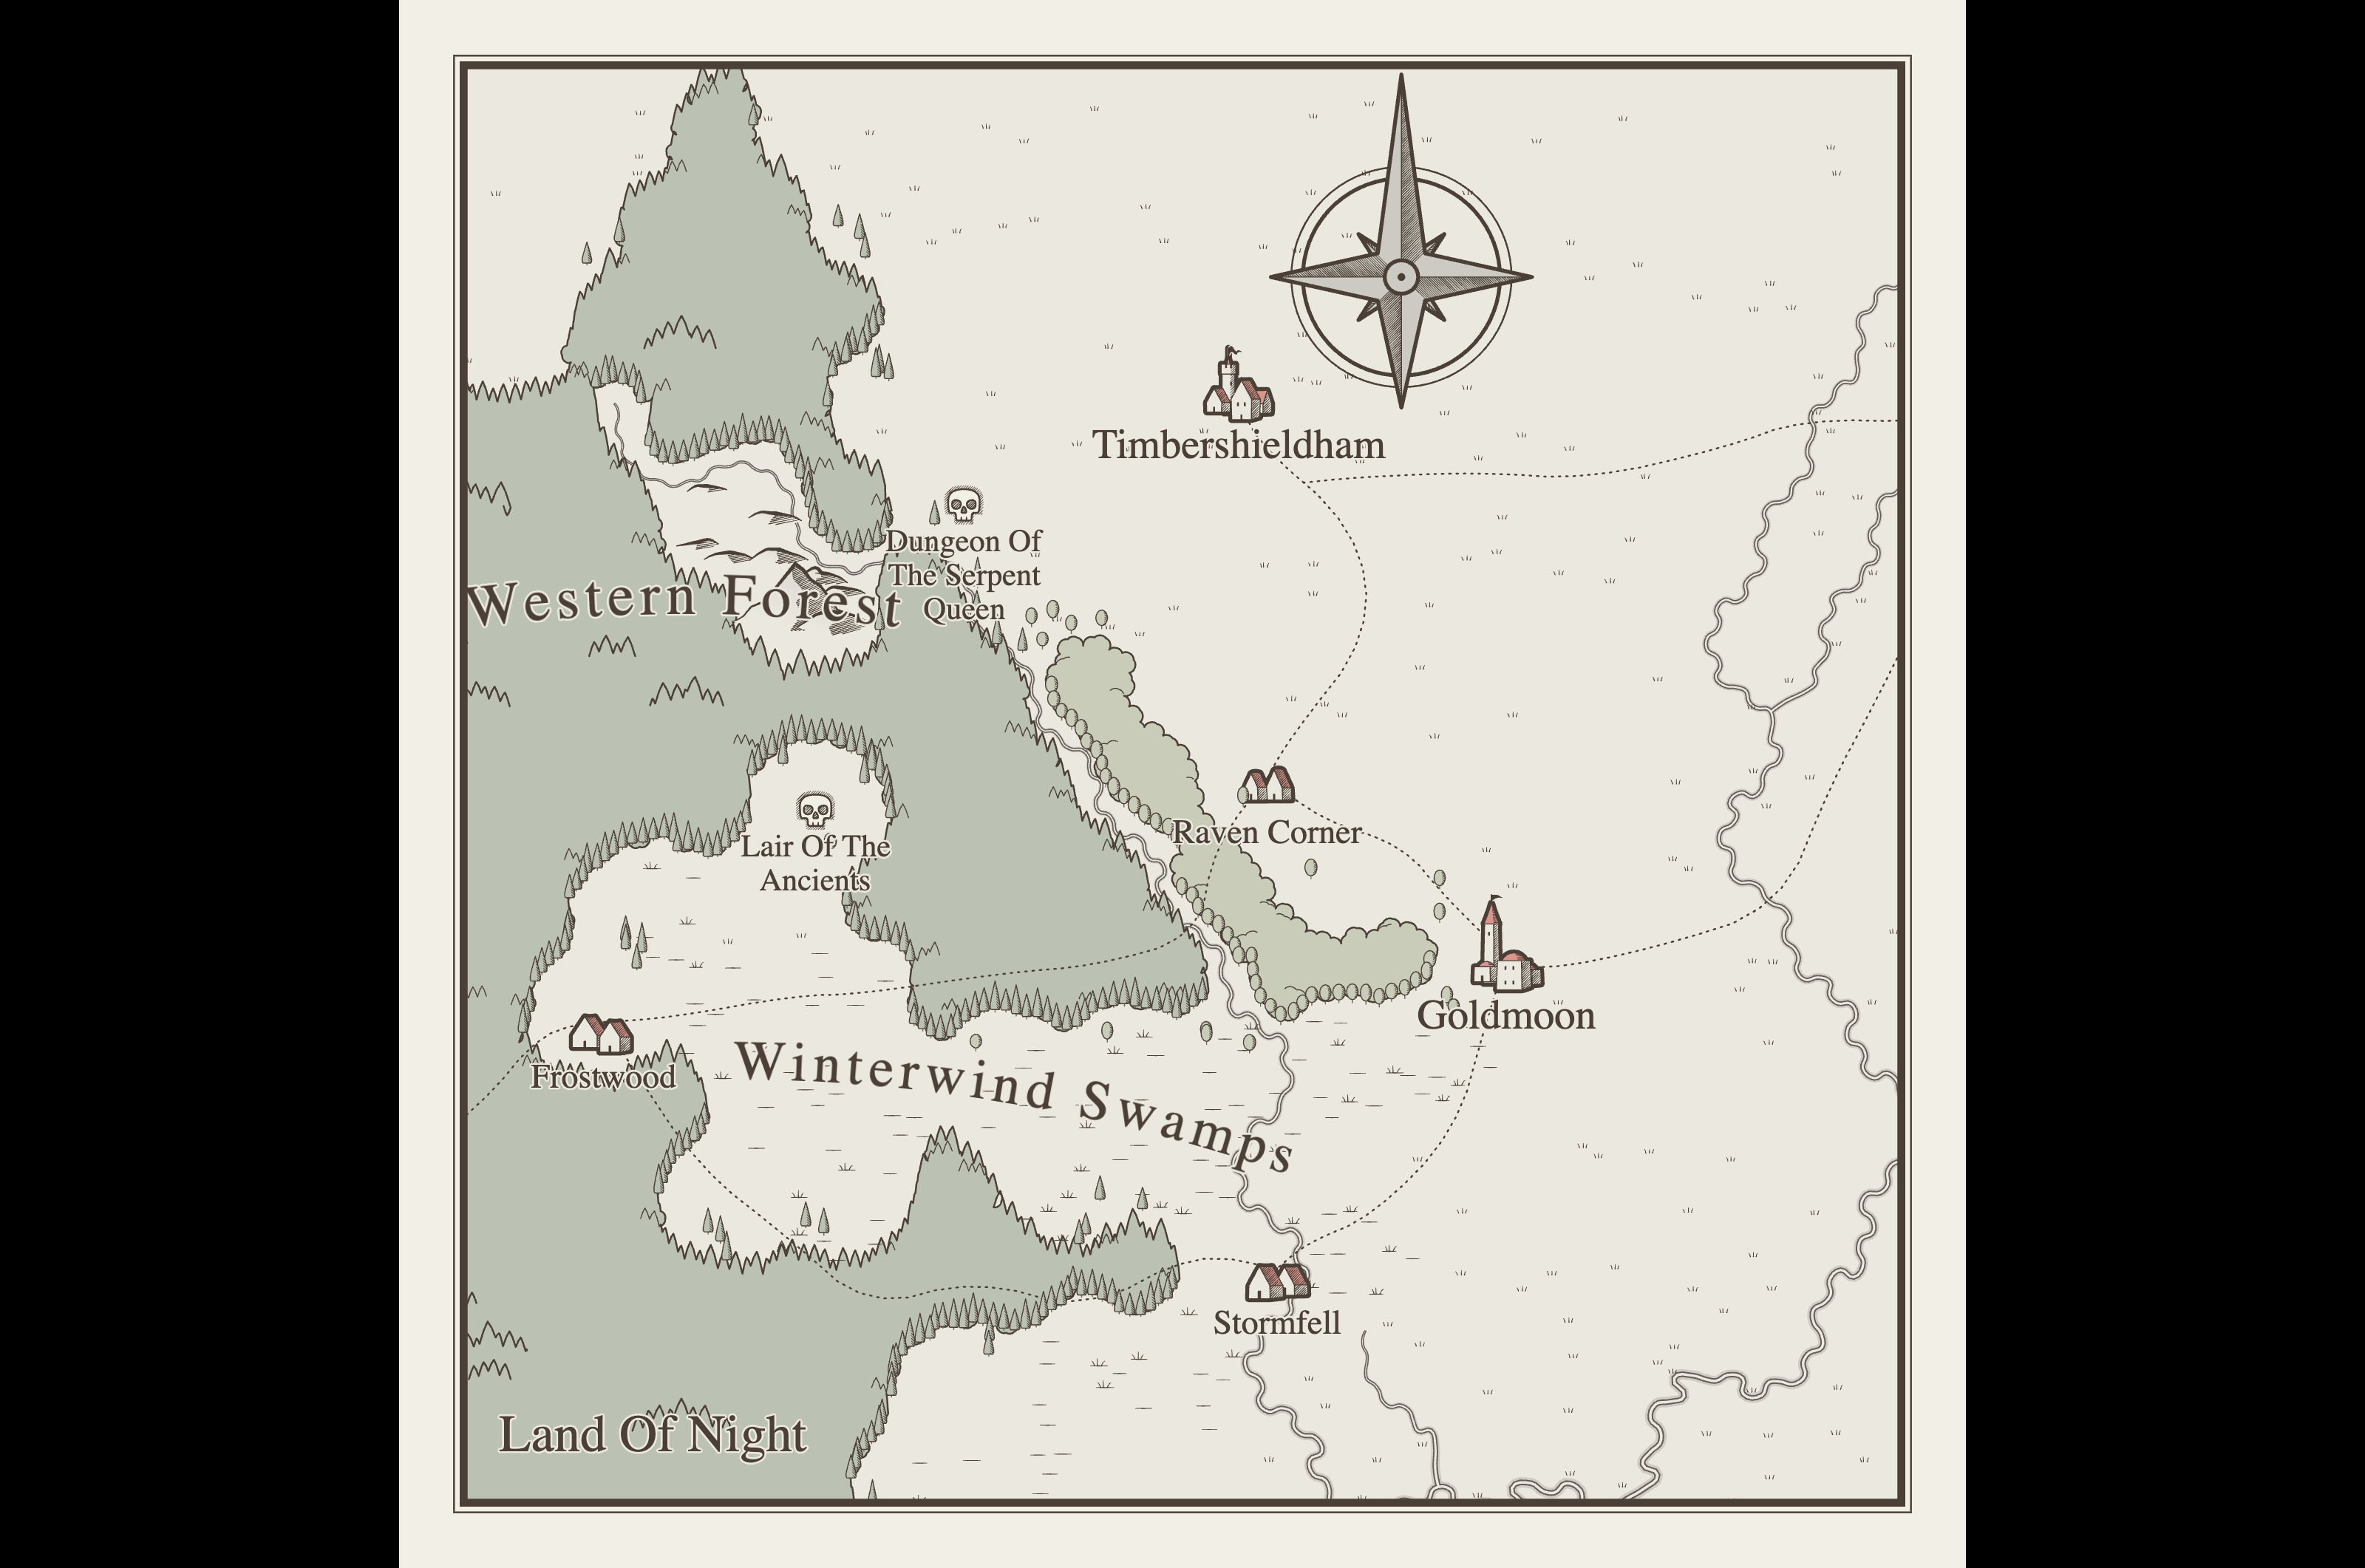 Timbershieldham
Dungeon Of
The Serpent
Queen
Western Forest
Raven Corner
Lair Of The
Ancients
Goldmoon
Frostwood
Winterwind Swamps
Stormfell
Land Of Night